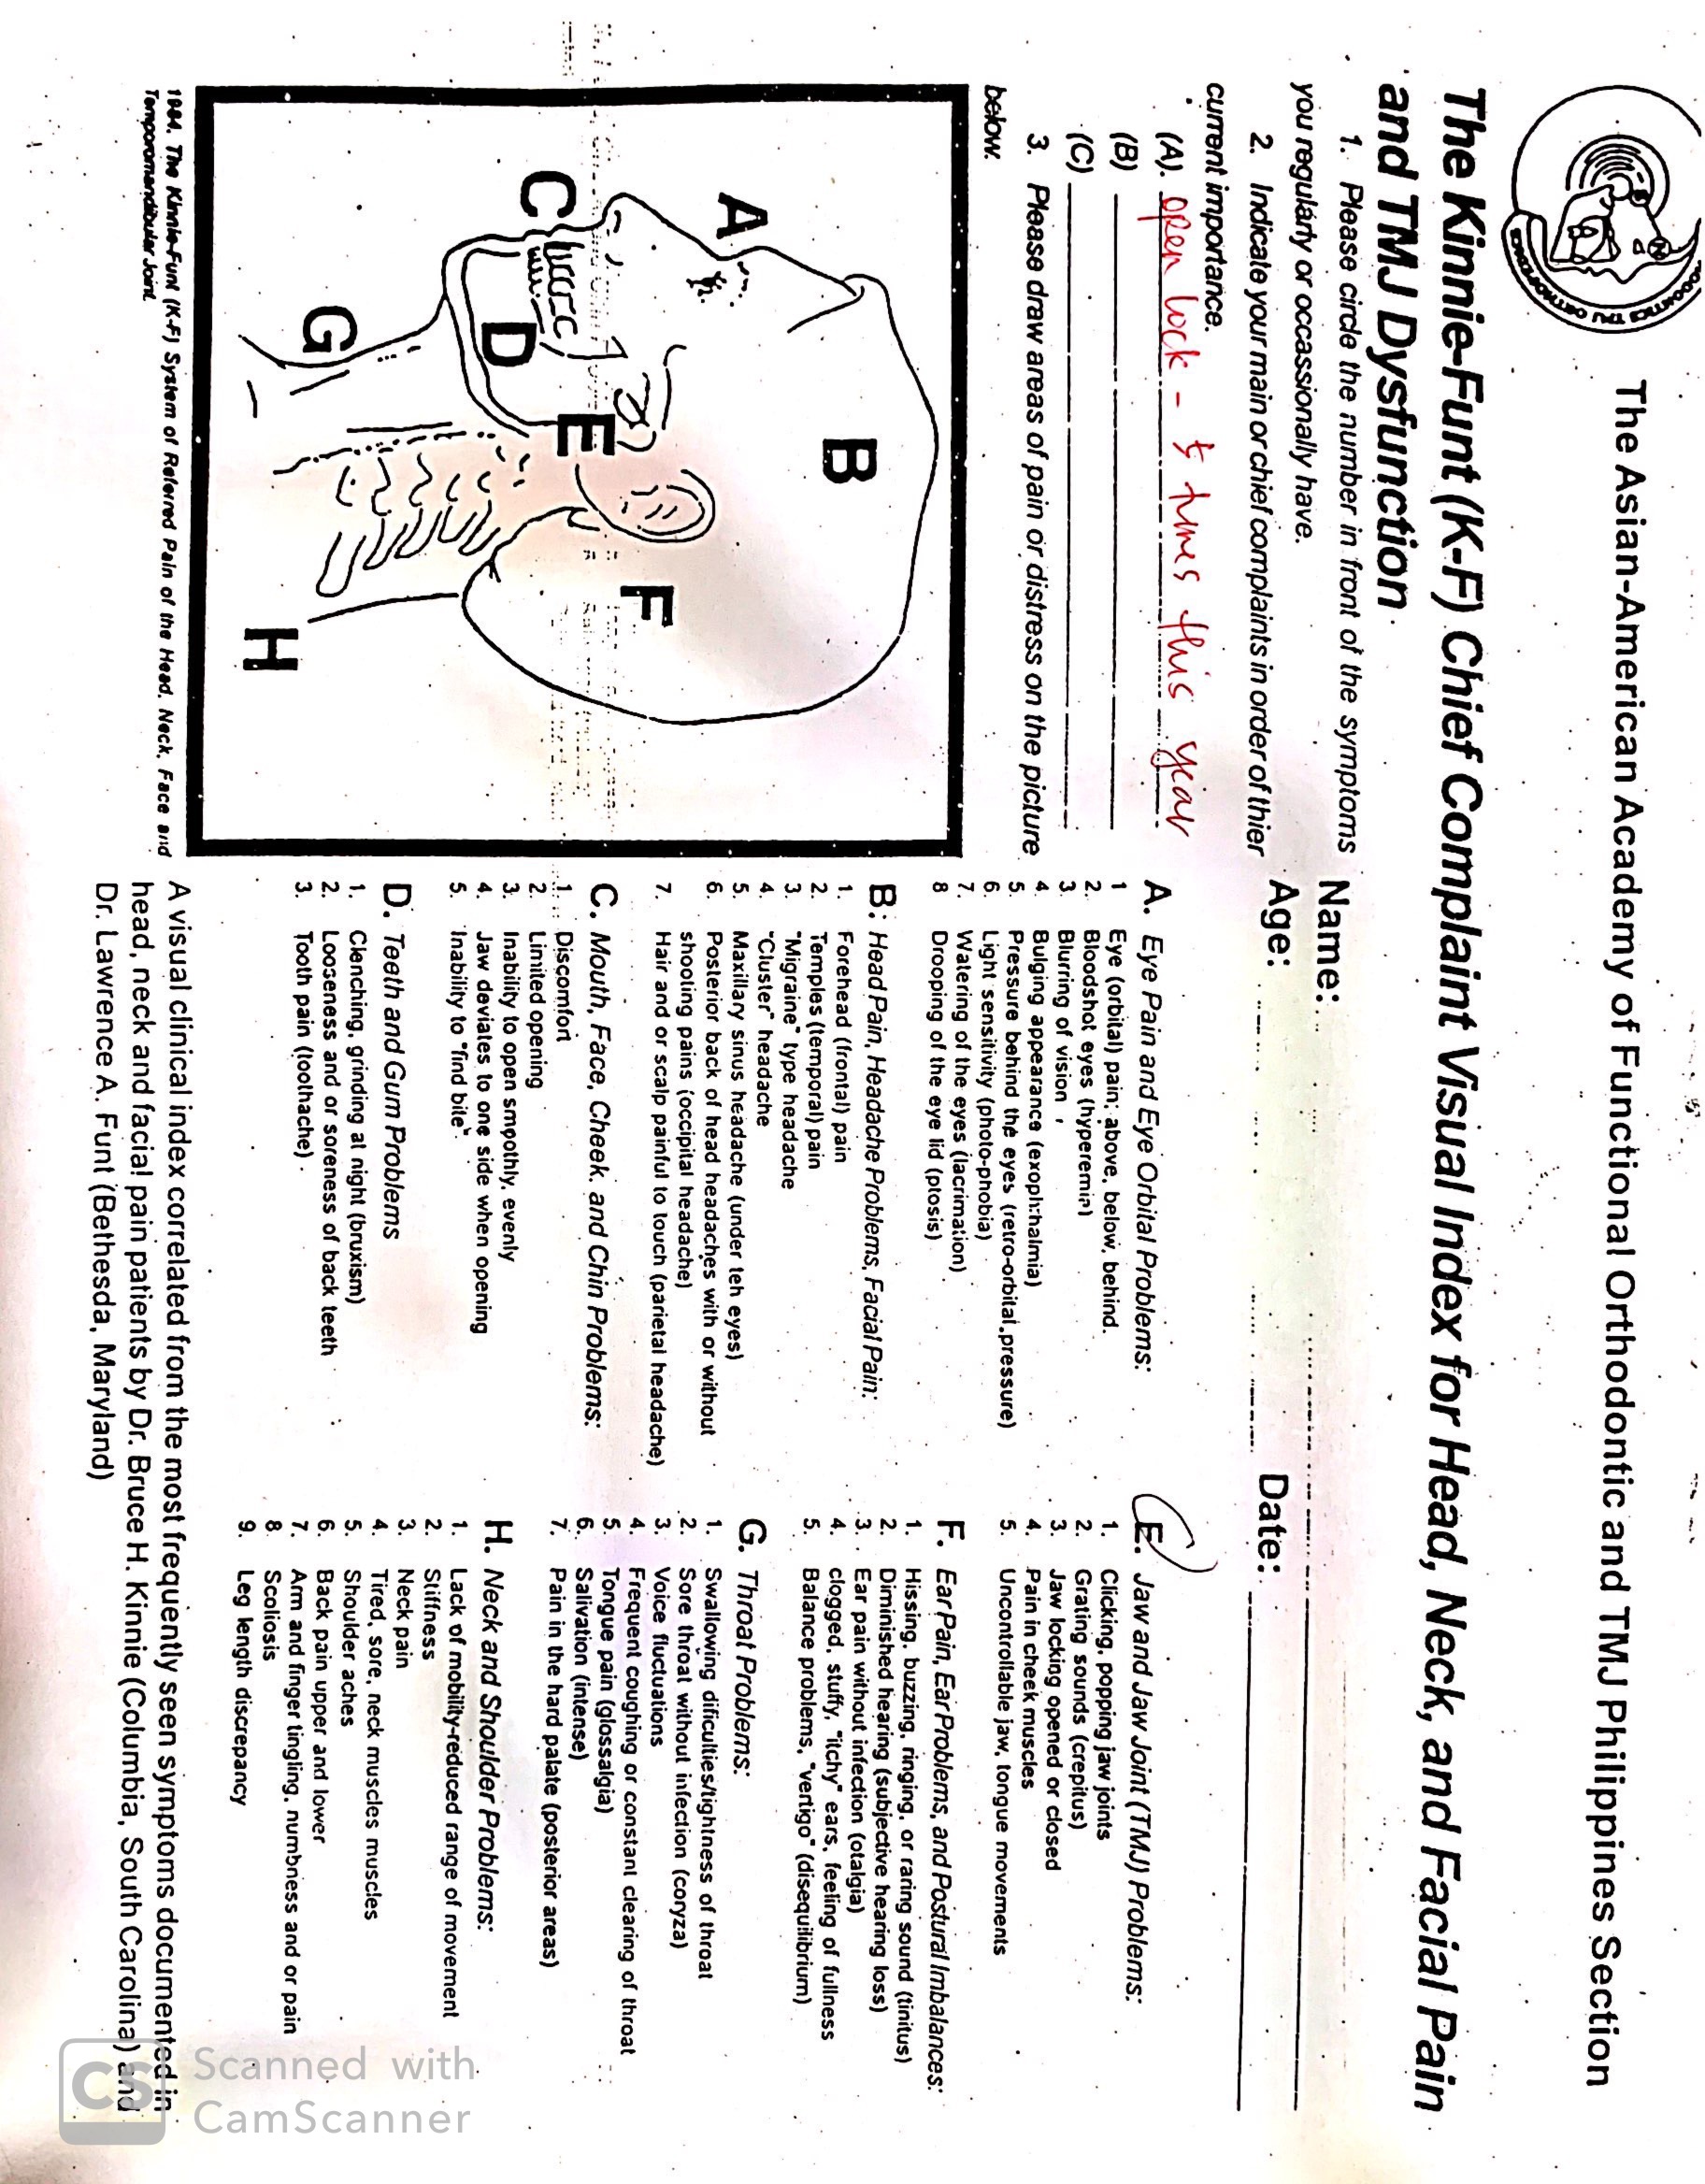 The Asian-American Academy of Functional Orthodontic and TMJ Philippines Section
The Kinnie-Funt (K-F) Chief Complaint Visual Index for Head, Neck, and Facial Pain
and TMJ Dysfunction
1. Please circle the number in front of the symptoms
you regularly or occassionally have.
2. Indicate your main or chief complaints in order of thier
current importance.
(A). open lock - times this year
(B)
(C)
3. Please draw areas of pain or distress on the picture
below.
A
B
C
D
E
F
G
H
1984. The Kinnie-Funt (K-F) System of Referred Pain of the Head, Neck, Face and
Temporomandibular Joint.
Name:
Age:
Date:
A. Eye Pain and Eye Orbital Problems:
1 Eye (orbital) pain; above, below, behind.
2. Bloodshot eyes (hyperemia)
3 Blurring of vision
4 Bulging appearance (exophthalmia)
5 Pressure behind the eyes (retro-orbital pressure)
6. Light sensitivity (photo-phobia)
7. Watering of the eyes (lacrimation)
8 Drooping of the eye lid (ptosis)
B: Head Pain, Headache Problems, Facial Pain:
1. Forehead (frontal) pain
2. Temples (temporal) pain
3 "Migraine" type headache
4. "Cluster" headache
5. Maxillary sinus headache (under teh eyes)
6. Posterior back of head headaches with or without
shooting pains (occipital headache)
7. Hair and or scalp painful to touch (parietal headache)
C. Mouth, Face, Cheek. and Chin Problems:
1. Discomfort
2. Limited opening
3. Inability to open smoothly, evenly
4. Jaw deviates to one side when opening
5. Inability to "find bite".
D. Teeth and Gum Problems
1. Clenching, grinding at night (bruxism)
2. Looseness and or soreness of back teeth
3. Tooth pain (toolhache)
E. Jaw and Jaw Joint (TMJ) Problems:
1. Clicking, popping jaw joints
2 Grating sounds (crepitus)
3. Jaw locking opened or closed
4. Pain in cheek muscles
5. Uncontrollable jaw, tongue movements
F. Ear Pain, Ear Problems, and Postural Imbalances:
1. Hissing, buzzing, ringing, or raring sound (tinitus)
2. Diminished hearing (subjective hearing loss)
3. Ear pain without infection (otalgia)
4. clogged, stuffy, "itchy" ears, feeling of fullness
5. Balance problems, "vertigo" (disequilibrium)
G. Throat Problems:
1. Swallowing dificulties/tightness of throat
2. Sore throat without infection (coryza)
3. Voice fluctuations
4. Frequent coughing or constant clearing of throat
5. Tongue pain (glossalgia)
6. Salivation (intense)
7. Pain in the hard palate (posterior areas)
H. Neck and Shoulder Problems:
1. Lack of mobility-reduced range of movement
2. Stiffness
3. Neck pain
4. Tired, sore, neck muscles muscles
5. Shoulder aches
6. Back pain upper and lower
7. Arm and finger tingling, numbness and or pain
8. Scoliosis
9. Leg length discrepancy
A visual clinical index correlated from the most frequently seen symptoms documented in
head, neck and facial pain patients by Dr. Bruce H. Kinnie (Columbia, South Carolina) and
Dr. Lawrence A. Funt (Bethesda, Maryland)
CS
Scanned with
CamScanner